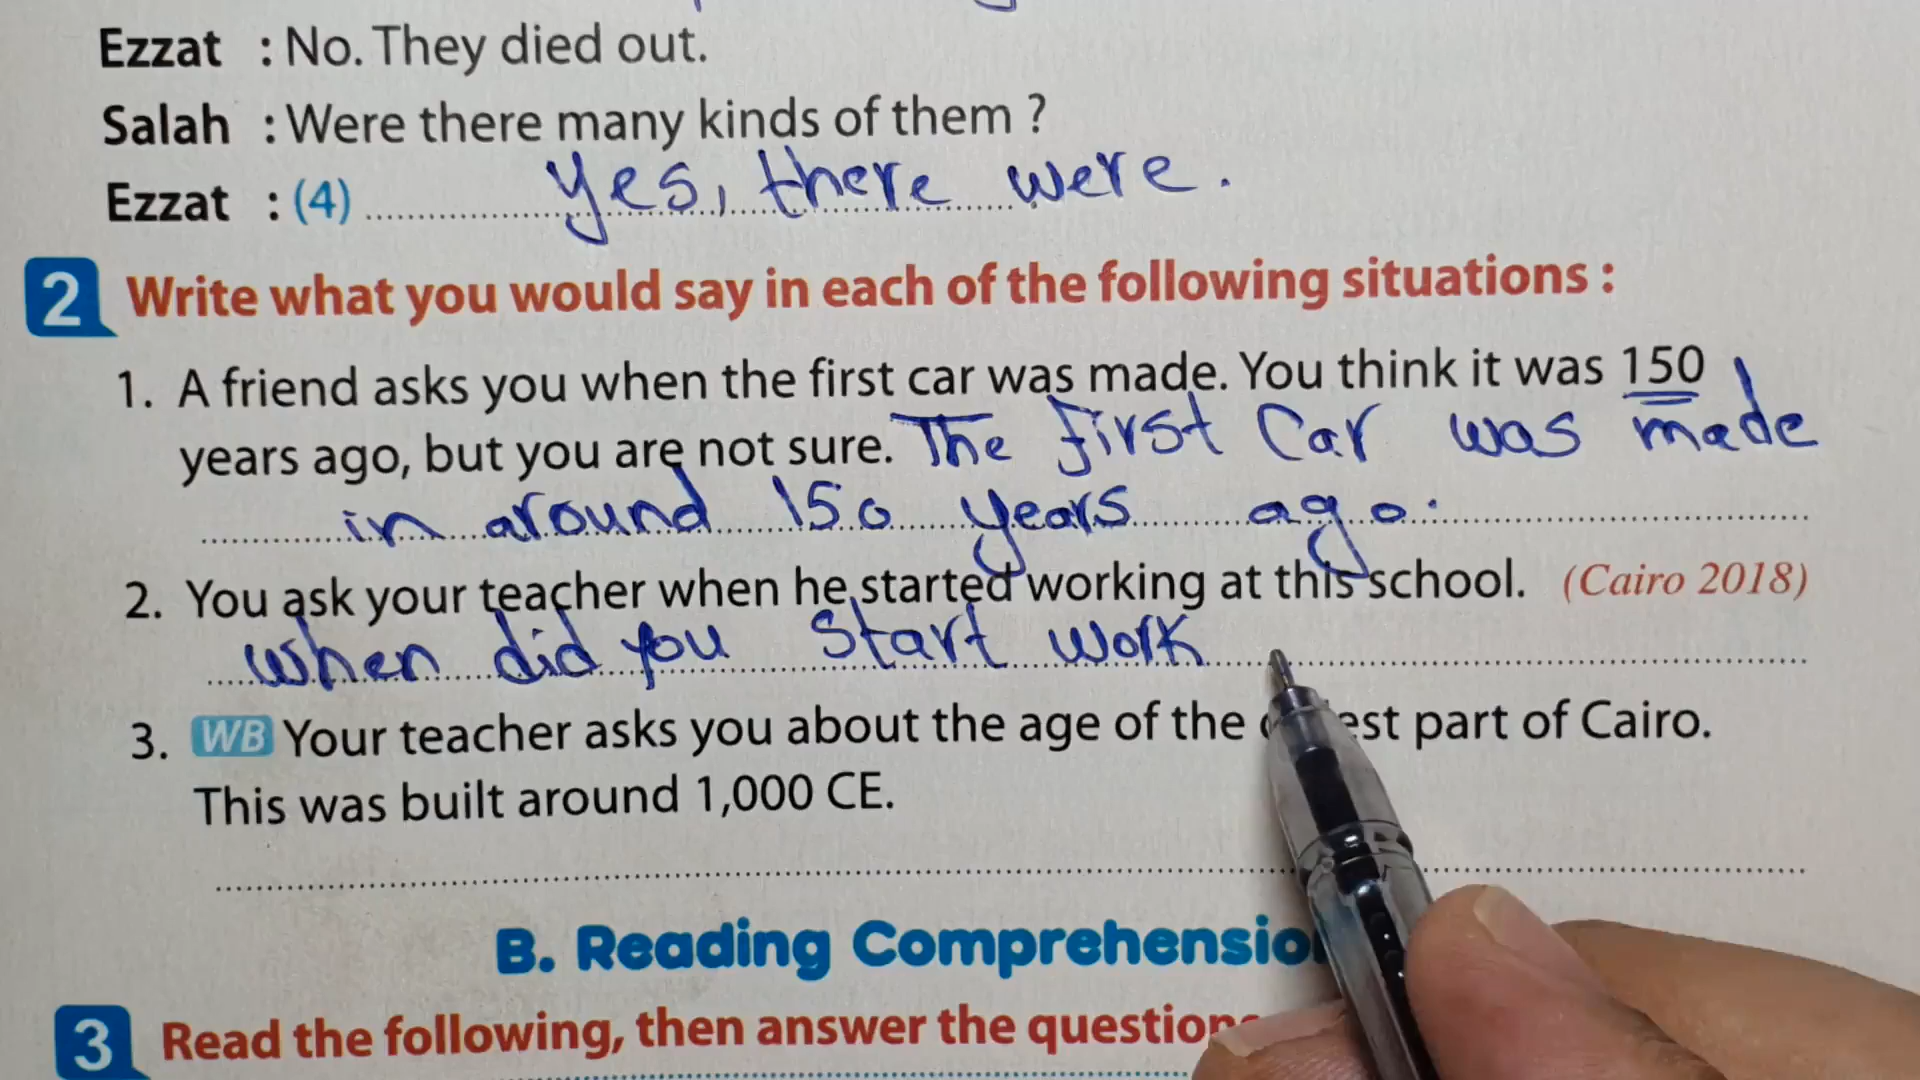 Ezzat : No. They died out.
Salah : Were there many kinds of them ?
Ezzat : (4) Yes, there were.
2 Write what you would say in each of the following situations :
1. A friend asks you when the first car was made. You think it was 150
years ago, but you are not sure. The first Car was made
in around 150 years ago.
2. You ask your teacher when he started working at this school. (Cairo 2018)
When did you start work
3. WB Your teacher asks you about the age of the est part of Cairo.
This was built around 1,000 CE.
B. Reading Comprehensio
3 Read the following, then answer the question